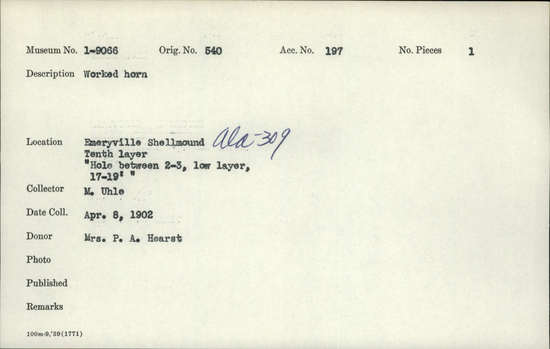 Museum No. 1-9066 Orig. No. 540 Acc. No. 197 No. Pieces 1
Description Worked horn
Location Emeryville Shellmound Ala-309
Tenth layer
"Hole between 2-3, low layer,
17-19' "
Collector M. Uhle
Date Coll. Apr. 8, 1902
Donor Mrs. P. A. Hearst
Photo
Published
Remarks
100m-9,'39(1771)